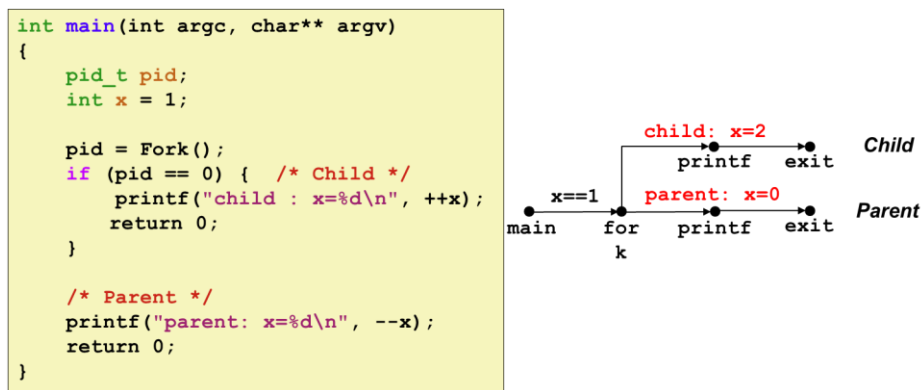 int main(int argc, char** argv)
{
    pid_t pid;
    int x = 1;

    pid = Fork();
    if (pid == 0) {  /* Child */
        printf("child : x=%d\n", ++x);
        return 0;
    }

    /* Parent */
    printf("parent: x=%d\n", --x);
    return 0;
}
child: x=2
printf exit Child
x==1 parent: x=0
main for printf exit Parent
k